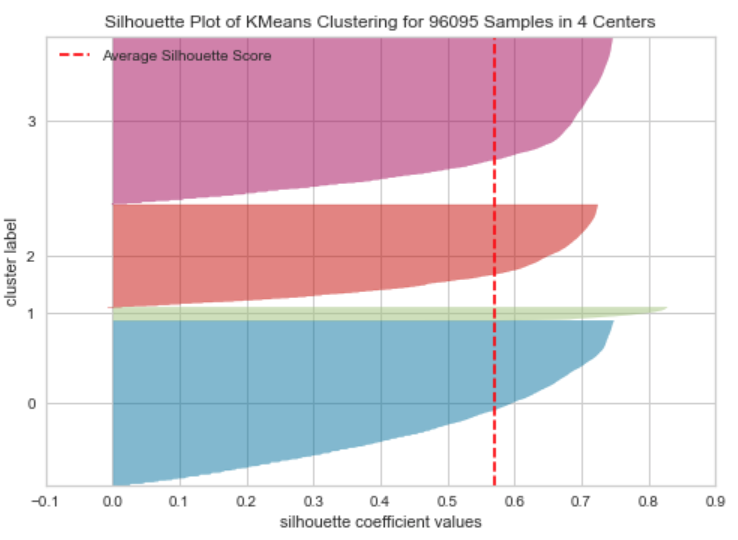 Silhouette Plot of KMeans Clustering for 96095 Samples in 4 Centers
Average Silhouette Score
3
2
1
0
cluster label
−0.1 0.0 0.1 0.2 0.3 0.4 0.5 0.6 0.7 0.8 0.9
silhouette coefficient values